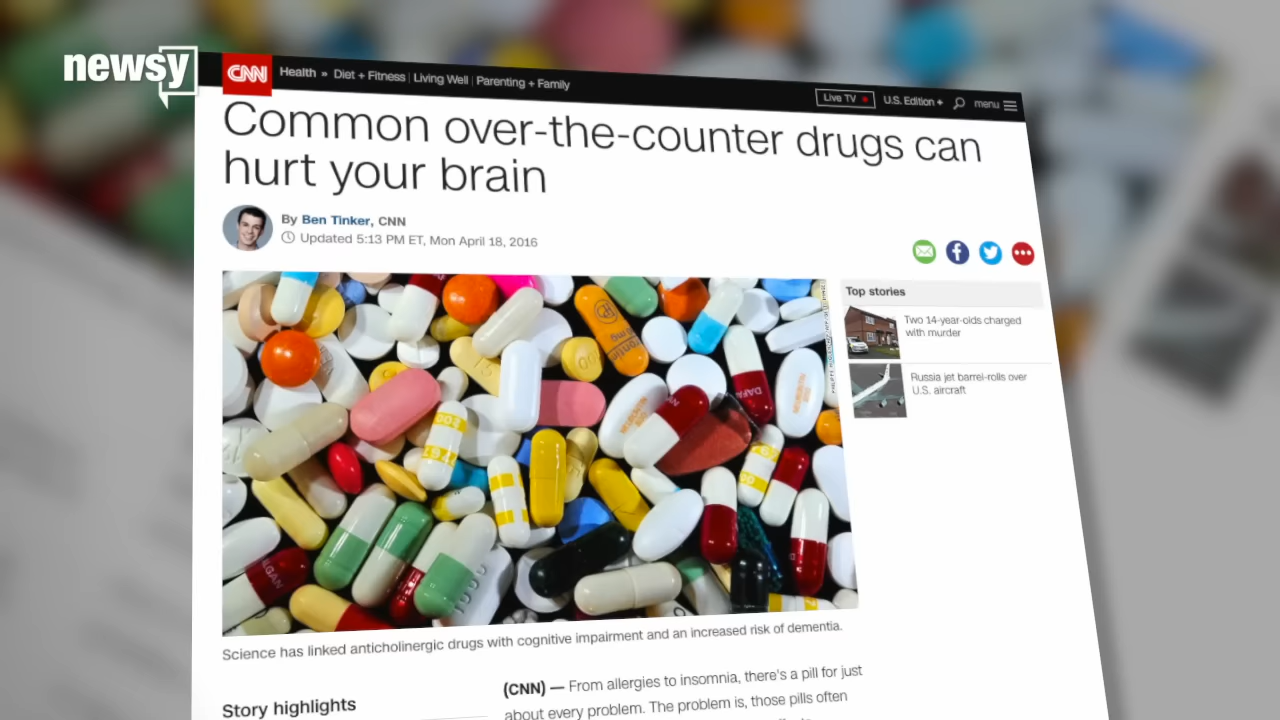 newsy
CNN Health » Diet + Fitness | Living Well | Parenting + Family
Live TV U.S. Edition + menu
Common over-the-counter drugs can
hurt your brain
By Ben Tinker, CNN
Updated 5:13 PM ET, Mon April 18, 2016
Top stories
Two 14-year-olds charged
with murder
Russia jet barrel-rolls over
U.S. aircraft
Science has linked anticholinergic drugs with cognitive impairment and an increased risk of dementia.
Story highlights
(CNN) — From allergies to insomnia, there's a pill for just
about every problem. The problem is, those pills often